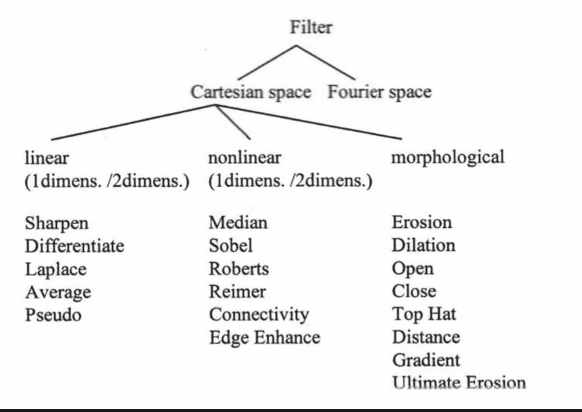 Filter
Cartesian space Fourier space
linear nonlinear morphological
(1dimens. /2dimens.) (1dimens. /2dimens.)
Sharpen Median Erosion
Differentiate Sobel Dilation
Laplace Roberts Open
Average Reimer Close
Pseudo Connectivity Top Hat
Edge Enhance Distance
Gradient
Ultimate Erosion